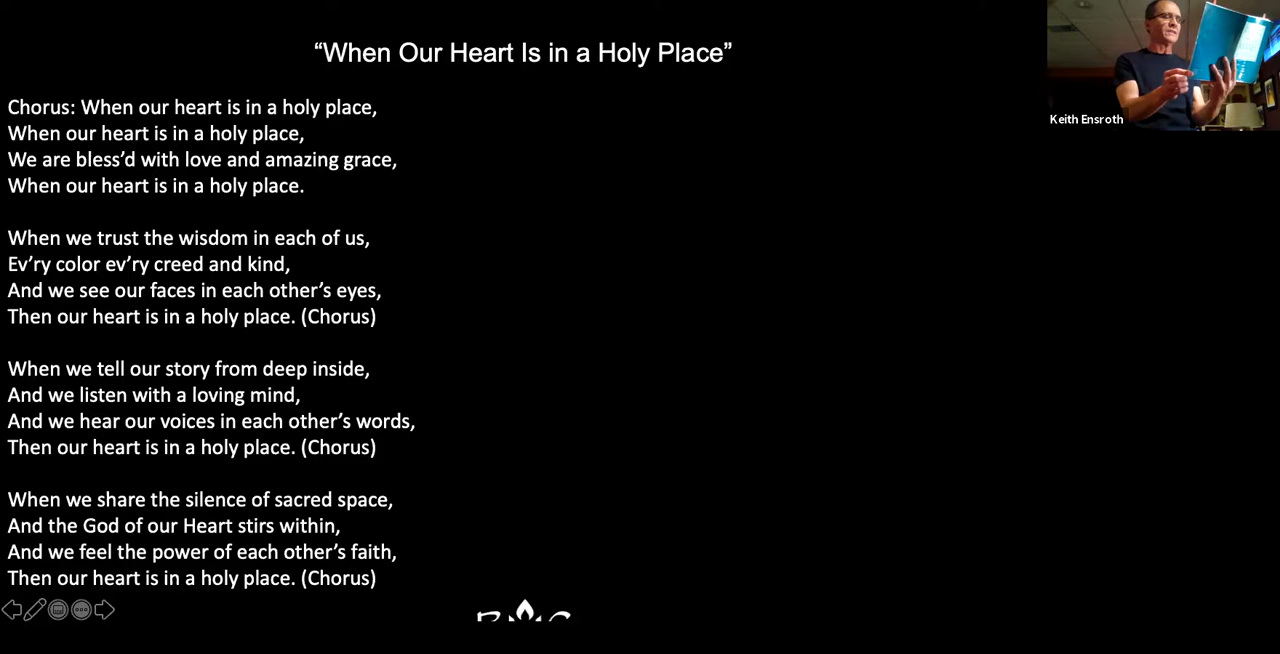 “When Our Heart Is in a Holy Place”
Keith Ensroth
Chorus: When our heart is in a holy place,
When our heart is in a holy place,
We are bless’d with love and amazing grace,
When our heart is in a holy place.
When we trust the wisdom in each of us,
Ev’ry color ev’ry creed and kind,
And we see our faces in each other’s eyes,
Then our heart is in a holy place. (Chorus)
When we tell our story from deep inside,
And we listen with a loving mind,
And we hear our voices in each other’s words,
Then our heart is in a holy place. (Chorus)
When we share the silence of sacred space,
And the God of our Heart stirs within,
And we feel the power of each other’s faith,
Then our heart is in a holy place. (Chorus)